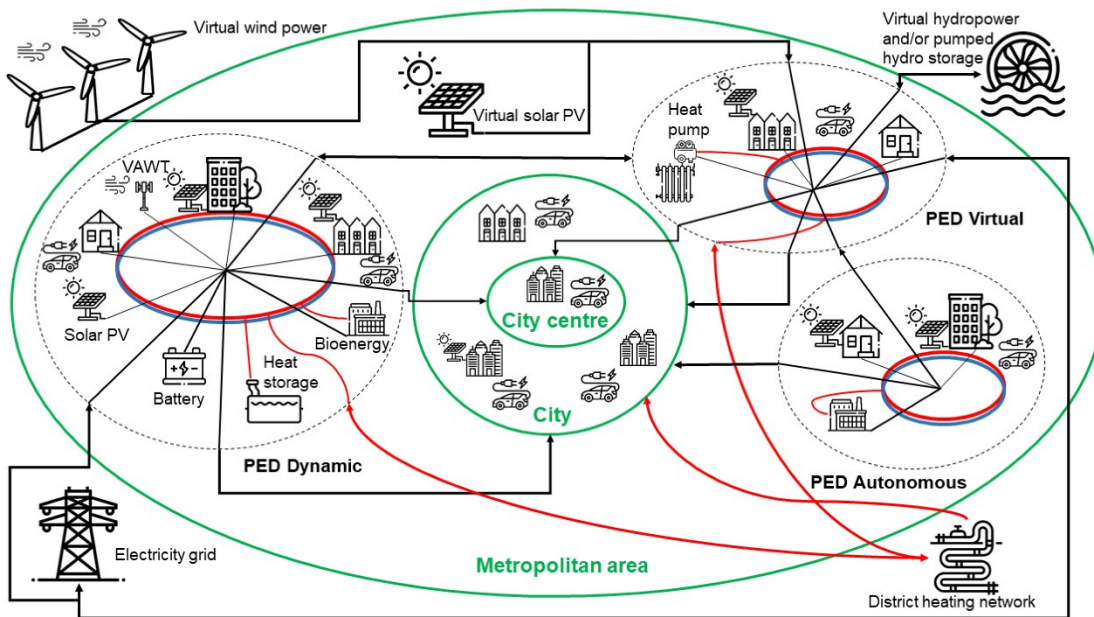 Virtual wind power
Virtual hydropower
and/or pumped
hydro storage
Virtual solar PV
Heat
pump
VAWT
PED Virtual
Solar PV
City centre
Bioenergy
Heat
storage
Battery
City
PED Dynamic
PED Autonomous
Electricity grid
Metropolitan area
District heating network